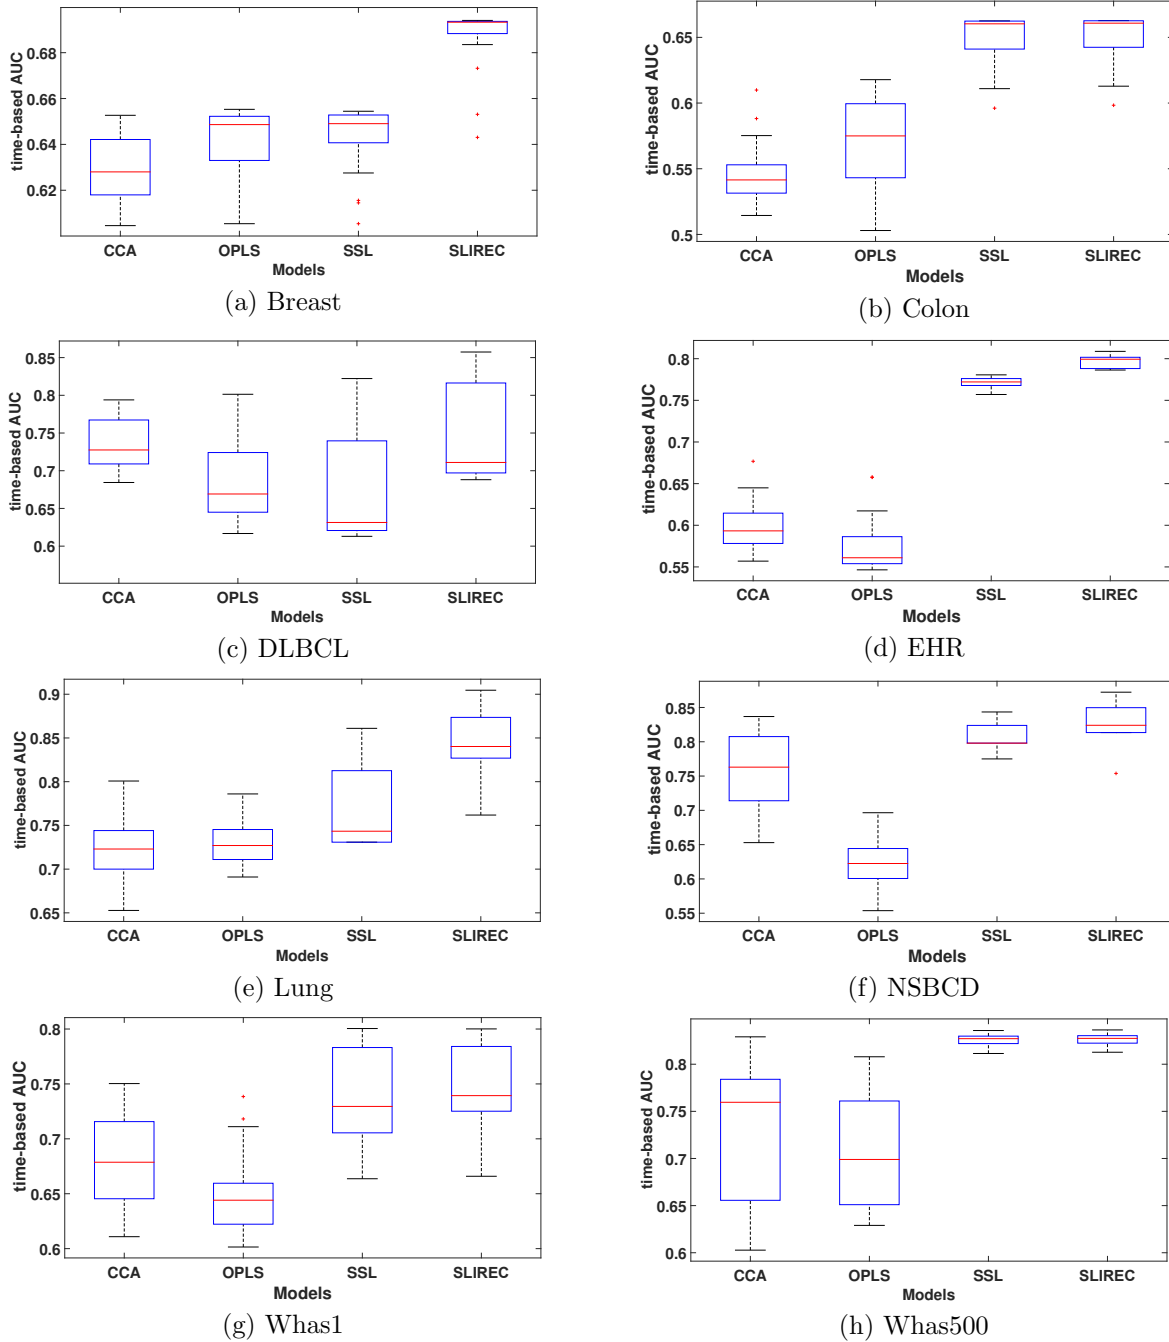 time-based AUC
0.68
0.66
0.64
0.62
CCA OPLS SSL SLIREC
Models
(a) Breast
time-based AUC
0.65
0.6
0.55
0.5
CCA OPLS SSL SLIREC
Models
(b) Colon
time-based AUC
0.85
0.8
0.75
0.7
0.65
0.6
CCA OPLS SSL SLIREC
Models
(c) DLBCL
time-based AUC
0.8
0.75
0.7
0.65
0.6
0.55
CCA OPLS SSL SLIREC
Models
(d) EHR
time-based AUC
0.9
0.85
0.8
0.75
0.7
0.65
CCA OPLS SSL SLIREC
Models
(e) Lung
time-based AUC
0.85
0.8
0.75
0.7
0.65
0.6
0.55
CCA OPLS SSL SLIREC
Models
(f) NSBCD
time-based AUC
0.8
0.75
0.7
0.65
0.6
CCA OPLS SSL SLIREC
Models
(g) Whas1
time-based AUC
0.8
0.75
0.7
0.65
0.6
CCA OPLS SSL SLIREC
Models
(h) Whas500